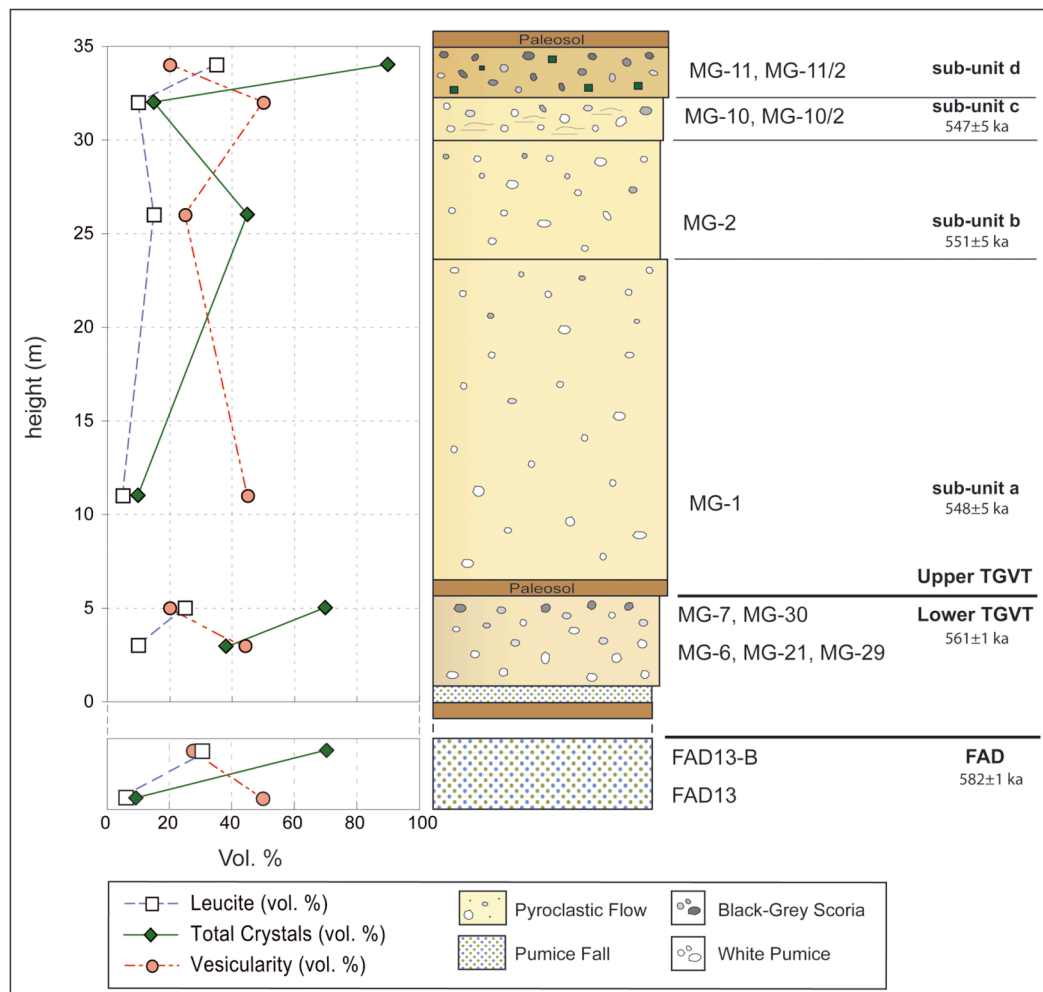 35
30
25
20
15
10
5
0
height (m)
0
20
40
60
80
100
Vol. %
Paleosol
MG-11, MG-11/2
sub-unit d
MG-10, MG-10/2
sub-unit c
547±5 ka
MG-2
sub-unit b
551±5 ka
MG-1
sub-unit a
548±5 ka
Paleosol
Upper TGVT
MG-7, MG-30
Lower TGVT
561±1 ka
MG-6, MG-21, MG-29
FAD13-B
FAD
582±1 ka
FAD13
Leucite (vol. %)
Total Crystals (vol. %)
Vesicularity (vol. %)
Pyroclastic Flow
Pumice Fall
Black-Grey Scoria
White Pumice